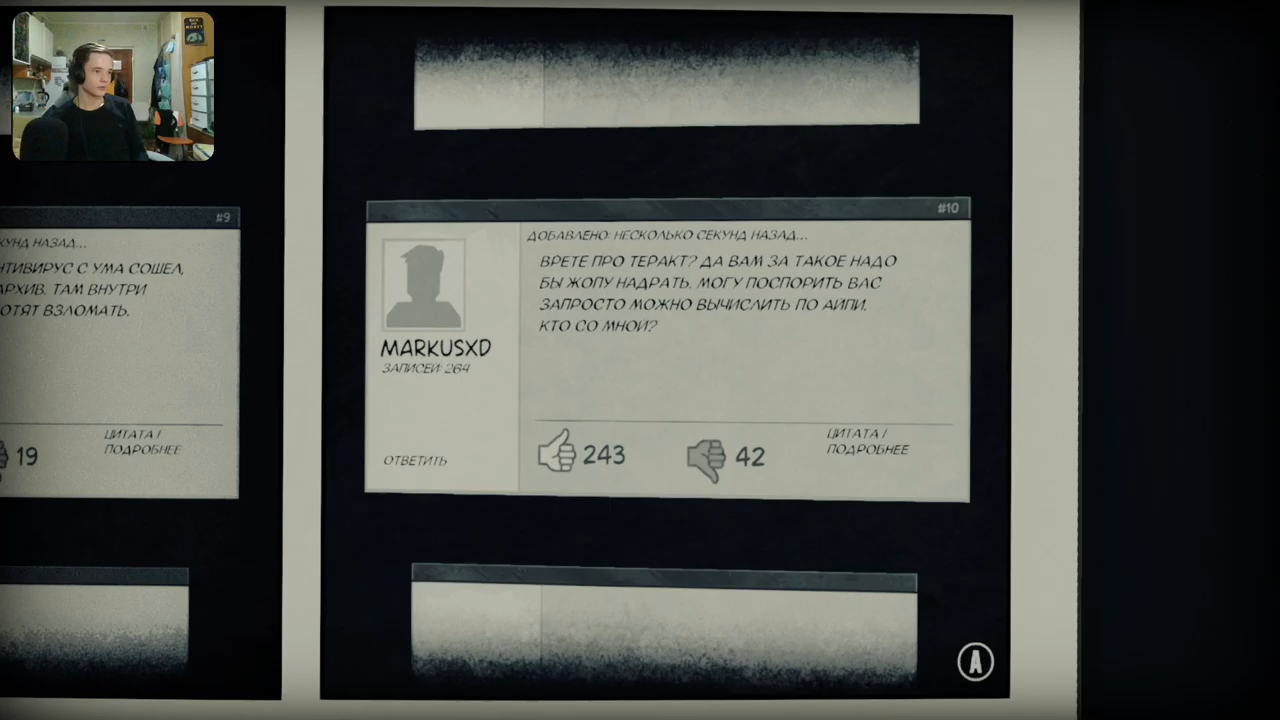 #9
КУНД НАЗАД...
НТИВИРУС С УМА СОШЕЛ,
АРХИВ. ТАМ ВНУТРИ
ОТЯТ ВЗЛОМАТЬ.
19
ЦИТАТА /
ПОДРОБНЕЕ
#10
ДОБАВЛЕНО: НЕСКОЛЬКО СЕКУНД НАЗАД...
ВРЕТЕ ПРО ТЕРАКТ? ДА ВАМ ЗА ТАКОЕ НАДО
БЫ ЖОПУ НАДРАТЬ. МОГУ ПОСПОРИТЬ ВАС
ЗАПРОСТО МОЖНО ВЫЧИСЛИТЬ ПО АЙПИ.
КТО СО МНОЙ?
MARKUSXD
ЗАПИСЕЙ: 264
ОТВЕТИТЬ
243
42
ЦИТАТА /
ПОДРОБНЕЕ
A